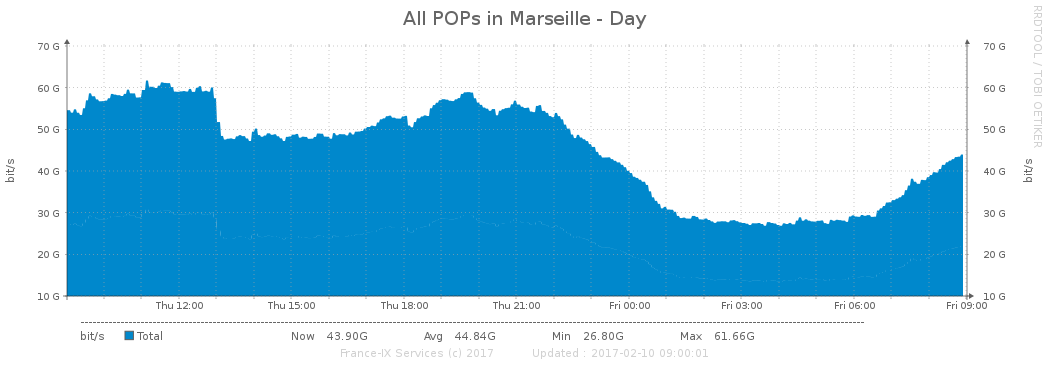 All POPs in Marseille - Day
RRDTOOL / TOBI OETIKER
70 G 70 G
60 G 60 G
50 G 50 G
40 G 40 G
30 G 30 G
20 G 20 G
10 G 10 G
bit/s bit/s
Thu 12:00 Thu 15:00 Thu 18:00 Thu 21:00 Fri 00:00 Fri 03:00 Fri 06:00 Fri 09:00
bit/s Total Now 43.90G Avg 44.84G Min 26.80G Max 61.66G
France-IX Services (c) 2017 Updated : 2017-02-10 09:00:01